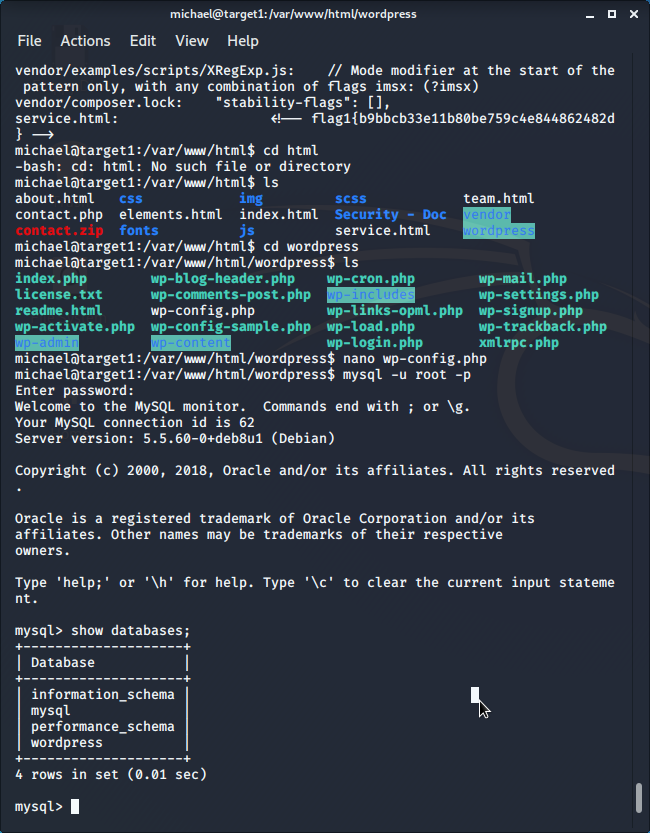 michael@target1:/var/www/html/wordpress
File Actions Edit View Help
vendor/examples/scripts/XRegExp.js:    // Mode modifier at the start of the
 pattern only, with any combination of flags imsx: (?imsx)
vendor/composer.lock:    "stability-flags": [],
service.html:                   <!-- flag1{b9bbcb33e11b80be759c4e844862482d
} -->
michael@target1:/var/www/html$ cd html
-bash: cd: html: No such file or directory
michael@target1:/var/www/html$ ls
about.html   css            img         scss            team.html
contact.php  elements.html  index.html  Security - Doc  vendor
contact.zip  fonts          js          service.html    wordpress
michael@target1:/var/www/html$ cd wordpress
michael@target1:/var/www/html/wordpress$ ls
index.php        wp-blog-header.php    wp-cron.php        wp-mail.php
license.txt      wp-comments-post.php  wp-includes        wp-settings.php
readme.html      wp-config.php         wp-links-opml.php  wp-signup.php
wp-activate.php  wp-config-sample.php  wp-load.php        wp-trackback.php
wp-admin         wp-content            wp-login.php       xmlrpc.php
michael@target1:/var/www/html/wordpress$ nano wp-config.php
michael@target1:/var/www/html/wordpress$ mysql -u root -p
Enter password:
Welcome to the MySQL monitor.  Commands end with ; or \g.
Your MySQL connection id is 62
Server version: 5.5.60-0+deb8u1 (Debian)
Copyright (c) 2000, 2018, Oracle and/or its affiliates. All rights reserved
.
Oracle is a registered trademark of Oracle Corporation and/or its
affiliates. Other names may be trademarks of their respective
owners.
Type 'help;' or '\h' for help. Type '\c' to clear the current input stateme
nt.
mysql> show databases;
+--------------------+
| Database           |
+--------------------+
| information_schema |
| mysql              |
| performance_schema |
| wordpress          |
+--------------------+
4 rows in set (0.01 sec)
mysql>